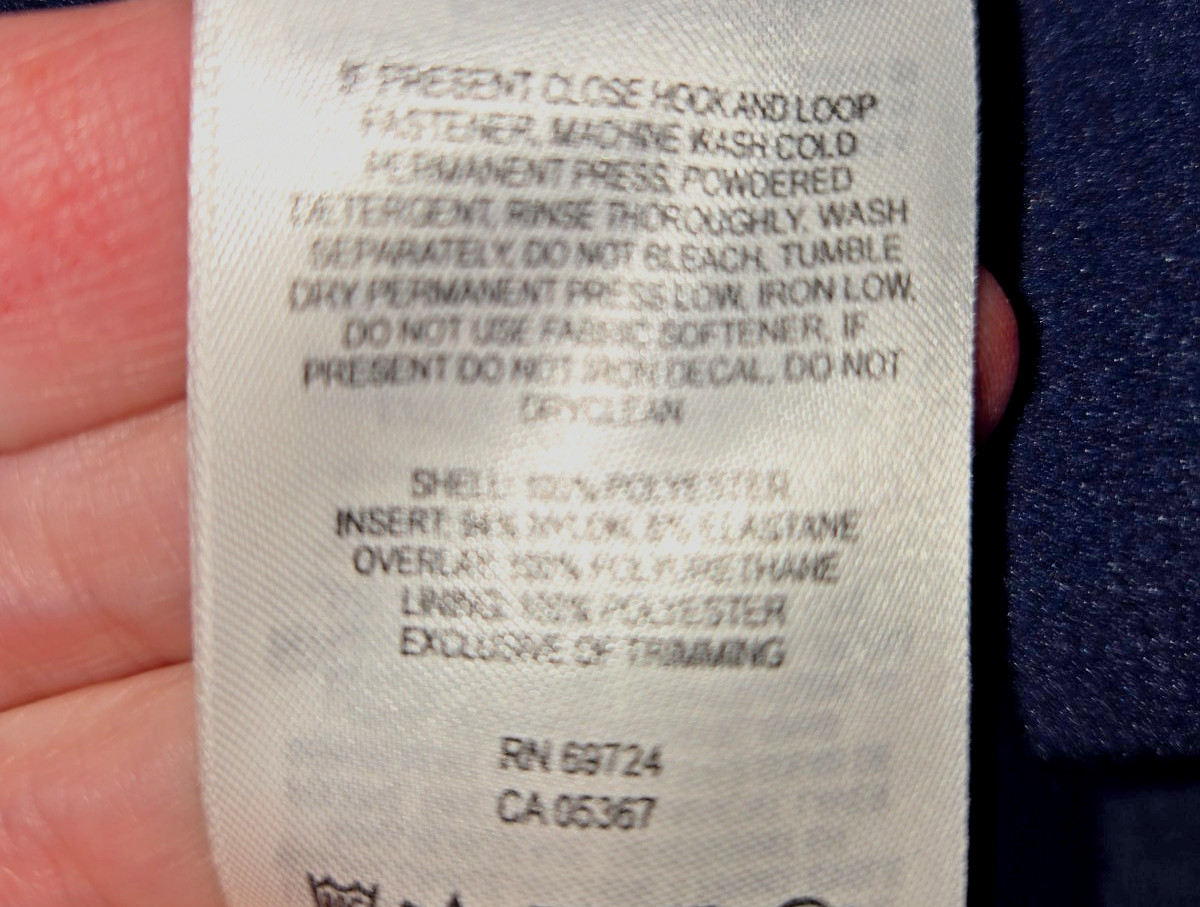 IF PRESENT, CLOSE HOOK AND LOOP
FASTENER, MACHINE WASH COLD
PERMANENT PRESS, POWDERED
DETERGENT, RINSE THOROUGHLY, WASH
SEPARATELY, DO NOT BLEACH, TUMBLE
DRY PERMANENT PRESS LOW, IRON LOW,
DO NOT USE FABRIC SOFTENER, IF
PRESENT DO NOT IRON DECAL, DO NOT
DRYCLEAN
SHELL: 100% POLYESTER
INSERT: 94% NYLON, 6% ELASTANE
OVERLAY: 100% POLYURETHANE
LINING: 100% POLYESTER
EXCLUSIVE OF TRIMMING
RN 69724
CA 05367